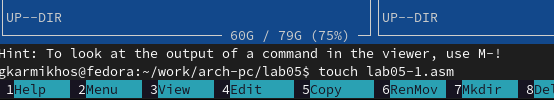 UP--DIR UP--DIR
60G / 79G (75%)
Hint: To look at the output of a command in the viewer, use M-!
gkarmikhos@fedora:~/work/arch-pc/lab05$ touch lab05-1.asm
1Help 2Menu 3View 4Edit 5Copy 6RenMov 7Mkdir 8De